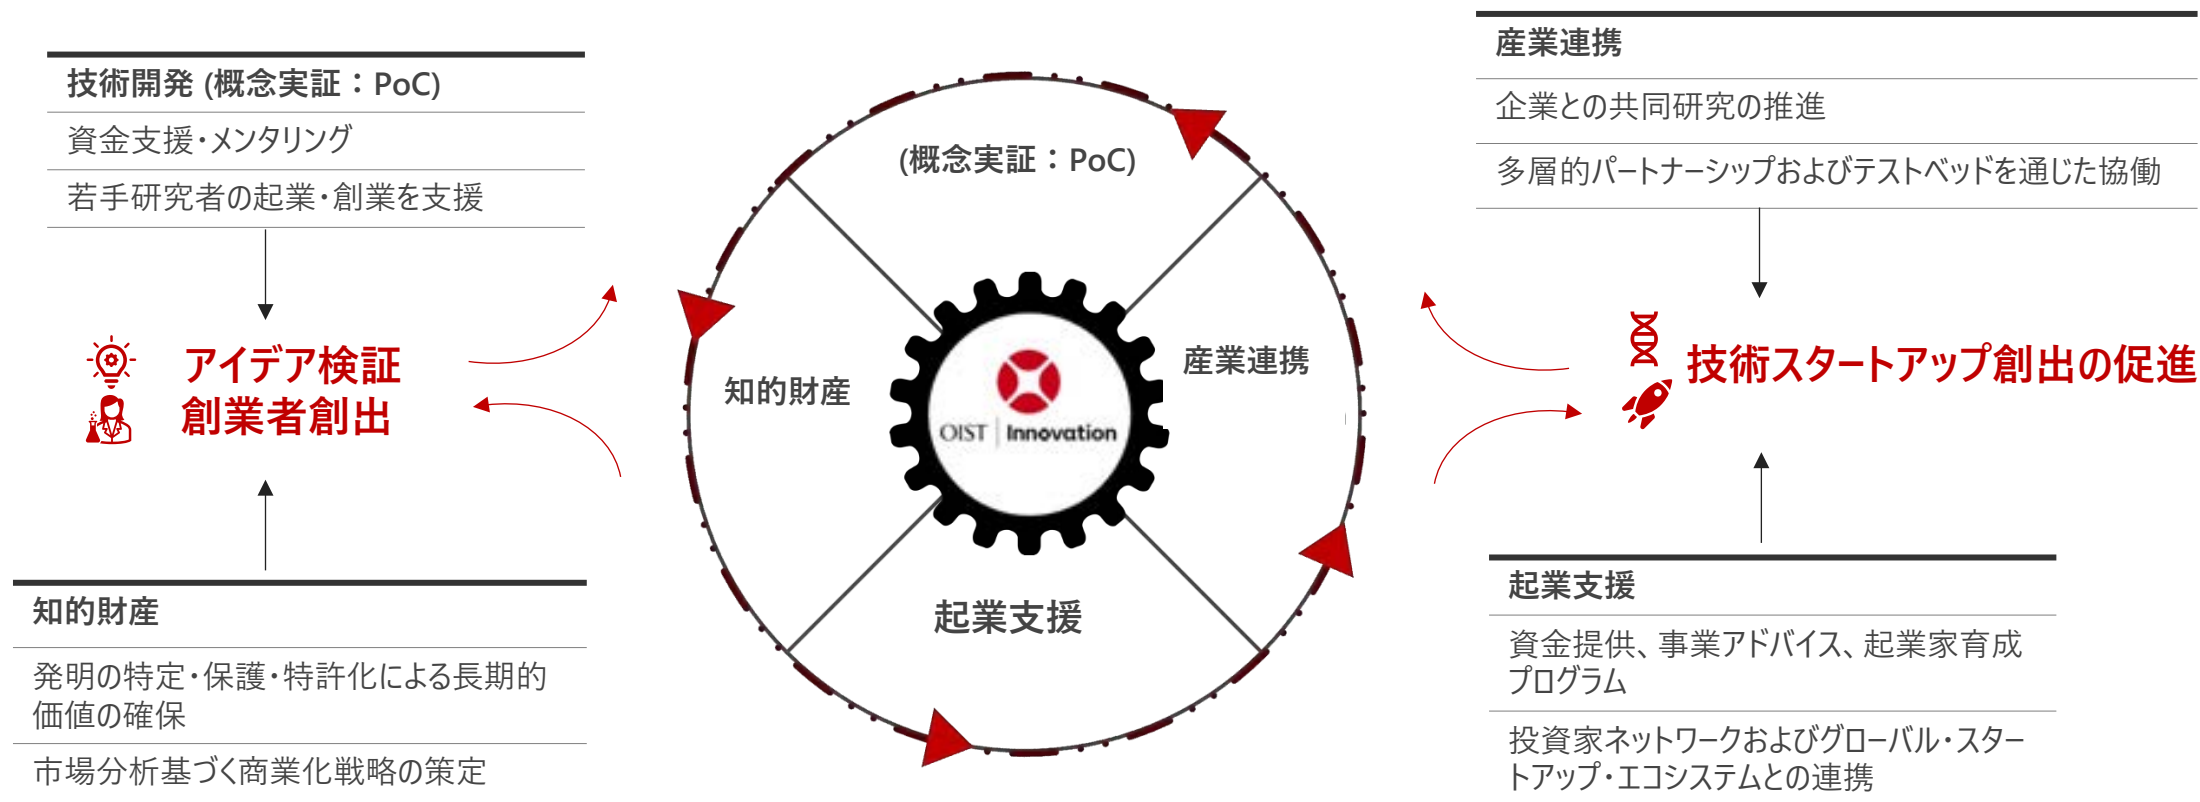 技術開発 (概念実証：PoC)
資金支援・メンタリング
若手研究者の起業・創業を支援
アイデア検証
創業者創出
知的財産
発明の特定・保護・特許化による長期的
価値の確保
市場分析基づく商業化戦略の策定
(概念実証：PoC)
知的財産
産業連携
起業支援
OIST | Innovation
産業連携
企業との共同研究の推進
多層的パートナーシップおよびテストベッドを通じた協働
技術スタートアップ創出の促進
起業支援
資金提供、事業アドバイス、起業家育成
プログラム
投資家ネットワークおよびグローバル・スター
トアップ・エコシステムとの連携